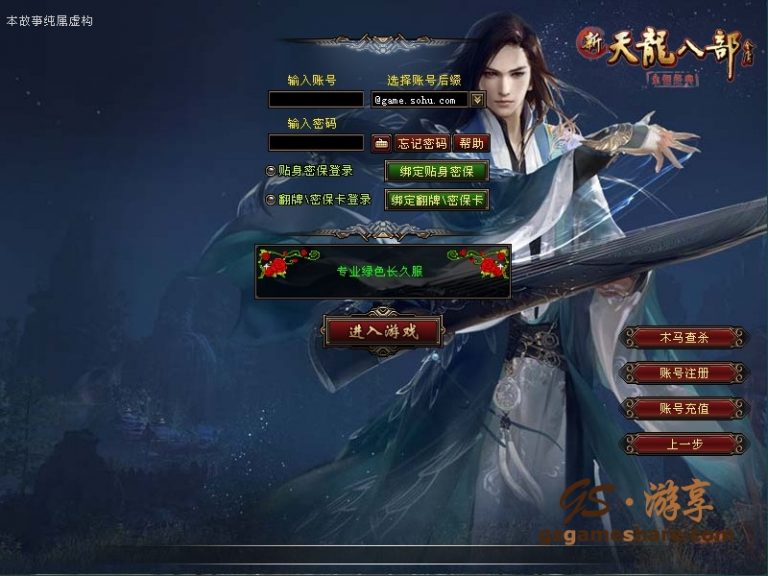 本故事纯属虚构
新天龍八部
输入账号
选择账号后缀
@game.sohu.com
输入密码
忘记密码
帮助
贴身密保登录
绑定贴身密保
翻牌\密保卡登录
绑定翻牌\密保卡
专业绿色长久服
进入游戏
木马查杀
账号注册
账号充值
上一步
GS·游享
gsgameshare.com